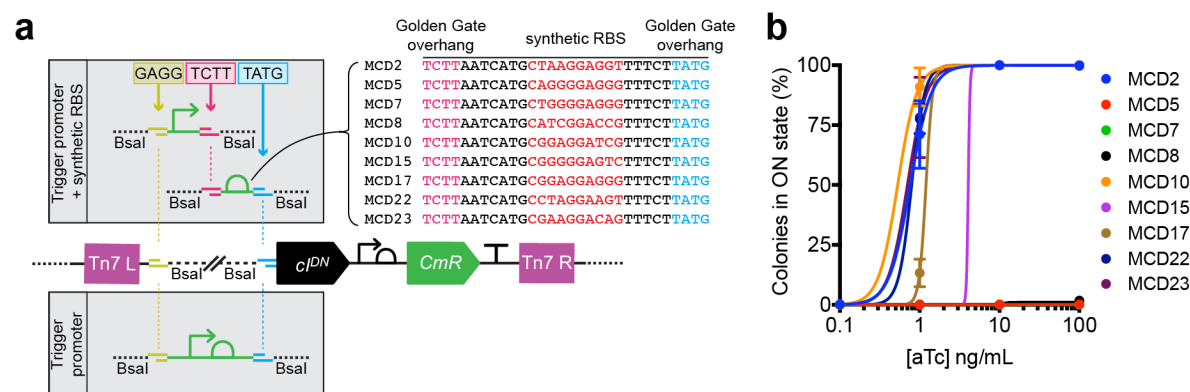 a
Golden Gate overhang
synthetic RBS
Golden Gate overhang
Trigger promoter + synthetic RBS
GAGG TCTT TATG
BsaI BsaI
BsaI BsaI
MCD2 TCTTAATCATGCTAAGGAGGTTTTCTTATG
MCD5 TCTTAATCATGCAGGGGAGGTTTTCTTATG
MCD7 TCTTAATCATGCTGGGGAGGTTTTCTTATG
MCD8 TCTTAATCATGCATCGGACCGTTTCTTATG
MCD10 TCTTAATCATGCGGAGGATCGTTTCTTATG
MCD15 TCTTAATCATGCGGGGGAGTCTTTCTTATG
MCD17 TCTTAATCATGCGGAGGAGGGTTTCTTATG
MCD22 TCTTAATCATGCCTAGGAAGTTTTCTTATG
MCD23 TCTTAATCATGCGAAGGACAGTTTCTTATG
Tn7 L BsaI BsaI cI^DN CmR Tn7 R
Trigger promoter
BsaI BsaI
b
Colonies in ON state (%)
100
75
50
25
0
0.1 1 10 100
[aTc] ng/mL
MCD2
MCD5
MCD7
MCD8
MCD10
MCD15
MCD17
MCD22
MCD23